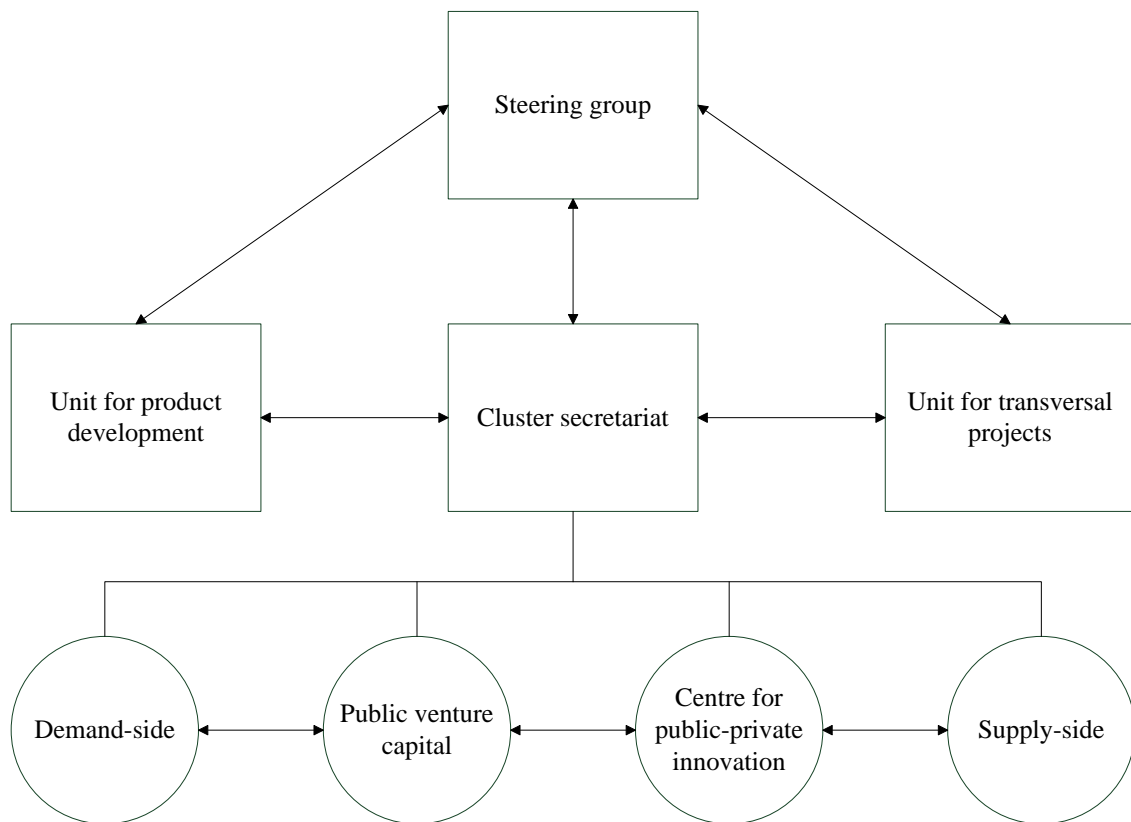 Steering group
Unit for product
development
Cluster secretariat
Unit for transversal
projects
Demand-side
Public venture
capital
Centre for
public-private
innovation
Supply-side